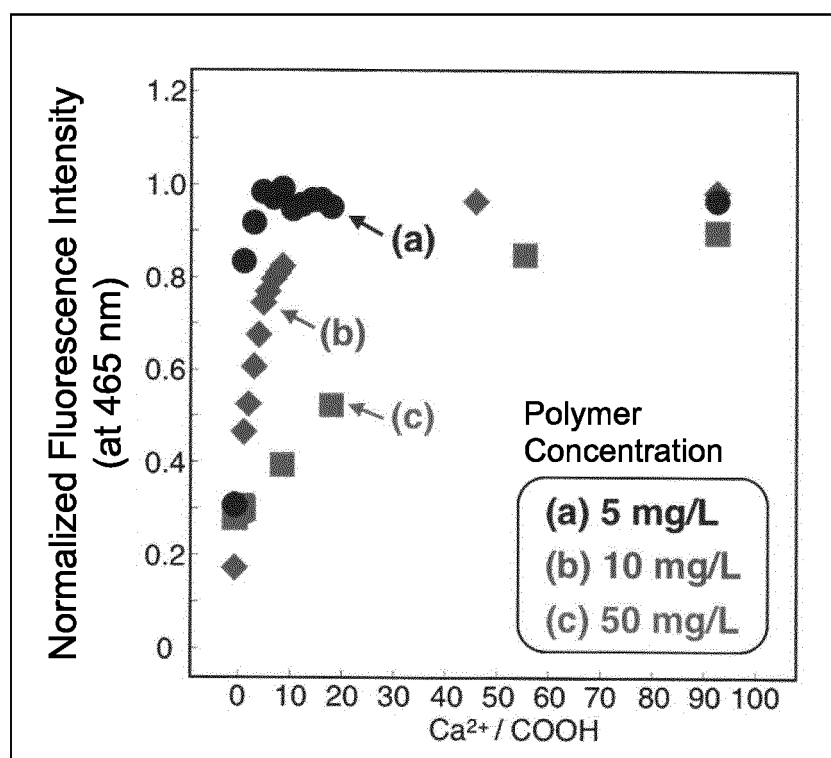 Normalized Fluorescence Intensity
(at 465 nm)
1.2
1.0
0.8
0.6
0.4
0.2
0
(a)
(b)
(c)
Polymer
Concentration
(a) 5 mg/L
(b) 10 mg/L
(c) 50 mg/L
0 10 20 30 40 50 60 70 80 90 100
Ca²⁺ / COOH